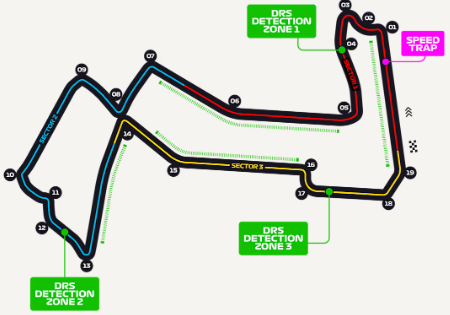 DRS
DETECTION
ZONE 1
03
02
01
SPEED
TRAP
04
SECTOR 1
07
09
08
06
05
SECTOR 2
14
10
15
SECTOR 3
16
19
11
17
18
12
DRS
DETECTION
ZONE 3
13
DRS
DETECTION
ZONE 2